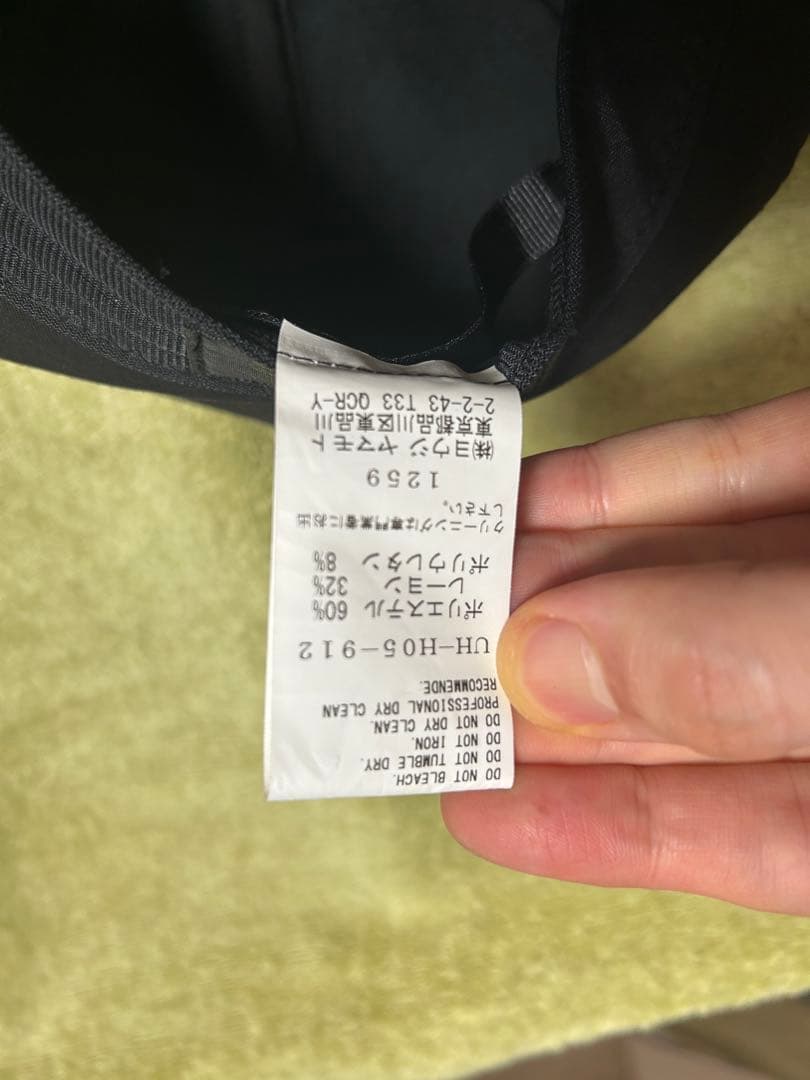 DO NOT BLEACH.
DO NOT TUMBLE DRY.
DO NOT IRON.
DO NOT DRY CLEAN.
PROFESSIONAL DRY CLEAN
RECOMMENDE.
UH-H05-912
ポリエステル 60%
レーヨン 32%
ポリウレタン 8%
クリーニングは専門業者にお出
し下さい。
1259
㈱ヨウジ ヤマモト
東京都品川区東品川
2-2-43 T33 QCR-Y